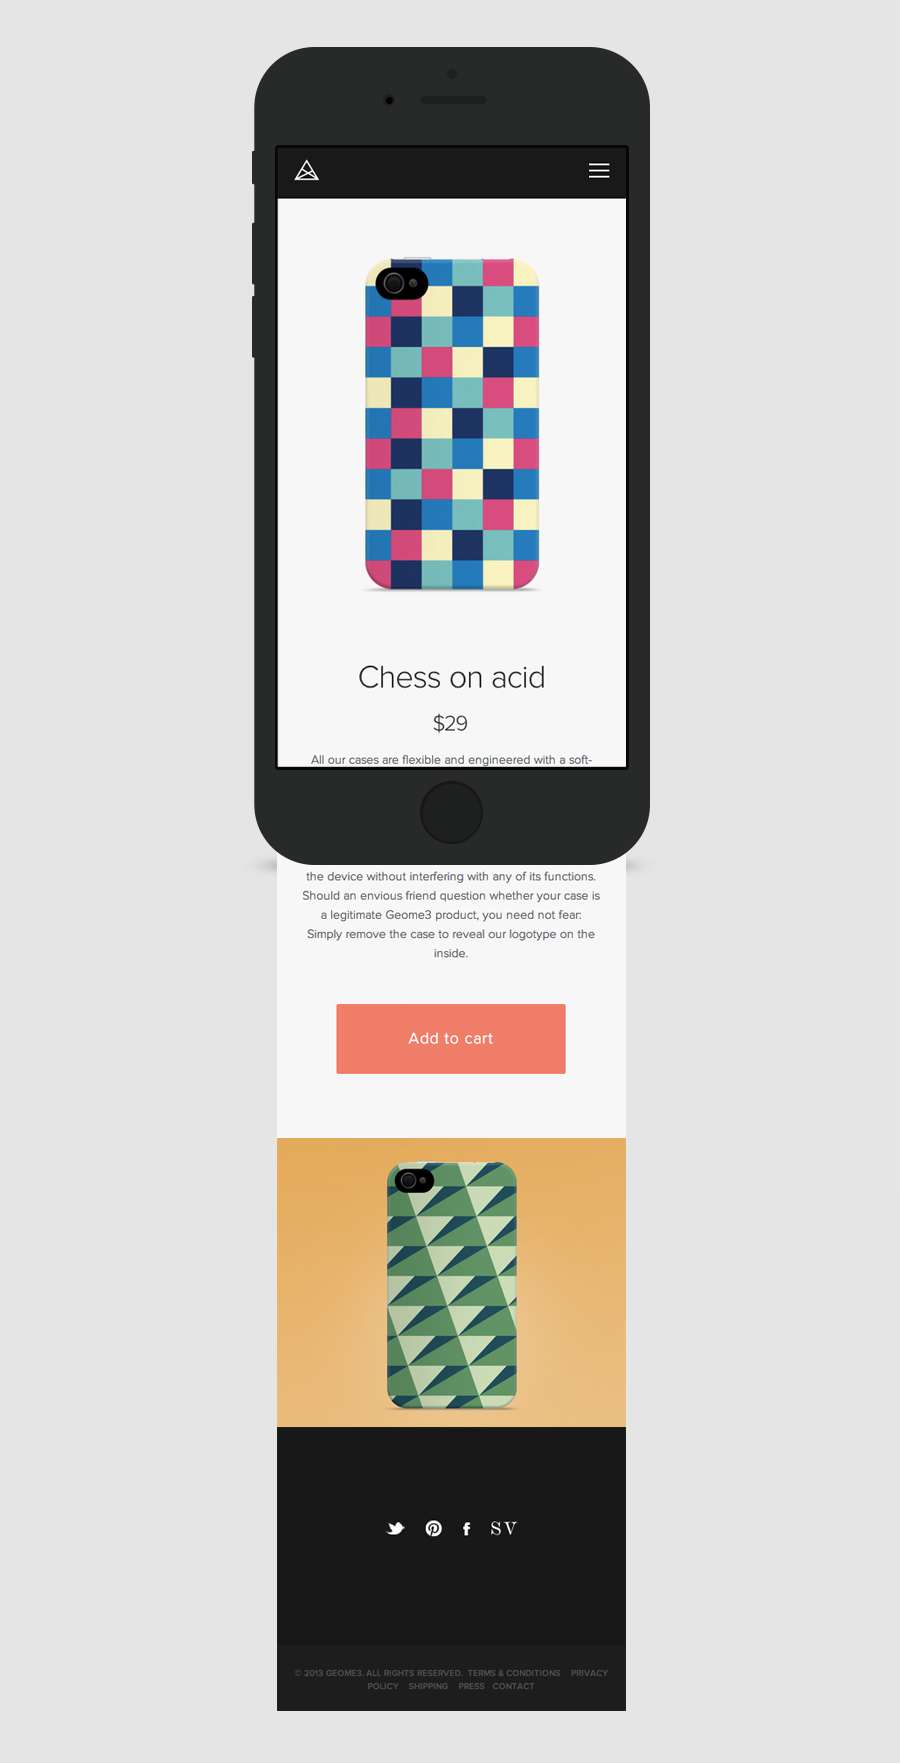 Chess on acid
$29
All our cases are flexible and engineered with a soft-
the device without interfering with any of its functions.
Should an envious friend question whether your case is
a legitimate Geome3 product, you need not fear:
Simply remove the case to reveal our logotype on the
inside.
Add to cart
SV
© 2013 GEOME3. ALL RIGHTS RESERVED. TERMS & CONDITIONS PRIVACY
POLICY SHIPPING PRESS CONTACT